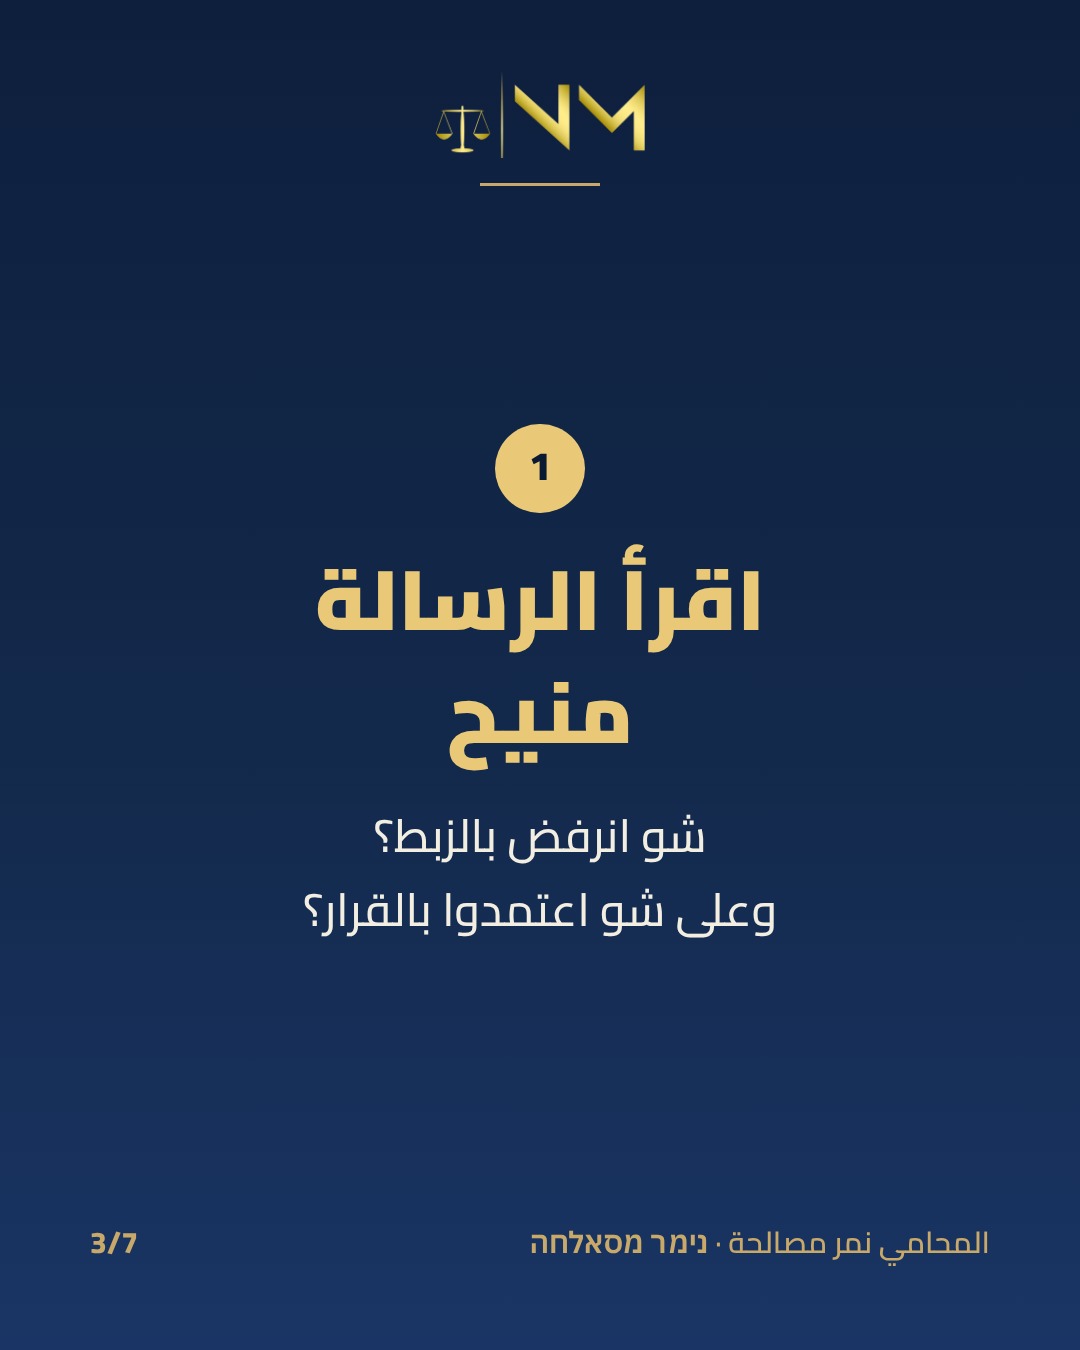 NM
1
اقرأ الرسالة
منيح
شو انرفض بالزبط؟
وعلى شو اعتمدوا بالقرار؟
المحامي نمر مصالحة · נימר מסאלחה
3/7